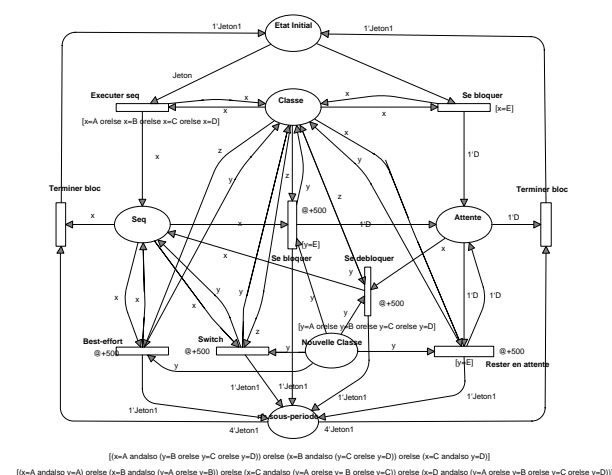 Etat Initial
1'Jeton1
1'Jeton1
Jeton
Executer seq
x
Classe
x
Se bloquer
x
x
[x=E]
[x=A orelse x=B orelse x=C orelse x=D]
x
z
y
z
y
x
y
z
1'D
Terminer bloc
Terminer bloc
x
Seq
x
@+500
1'D
Attente
1'D
[y=E]
x
Se bloquer
Se debloquer
x
y
y
y
y
y
@+500
x
x
1'D
1'D
[y=A orelse y=B orelse y=C orelse y=D]
z
Best-effort
@+500
Switch
@+500
y
Nouvelle Classe
y
@+500
[y=E]
Rester en attente
y
1'Jeton1
1'Jeton1
1'Jeton1
1'Jeton1
1'Jeton1
sous-periode
4'Jeton1
4'Jeton1
[(x=A andalso (y=B orelse y=C orelse y=D)) orelse (x=B andalso (y=C orelse y=D)) orelse (x=C andalso y=D)]
[(x=A andalso y=A) orelse (x=B andalso (y=A orelse y=B)) orelse (x=C andalso (y=A orelse y= B orelse y=C)) orelse (x=D andalso (y=A orelse y=B orelse y=C orelse y=D))]